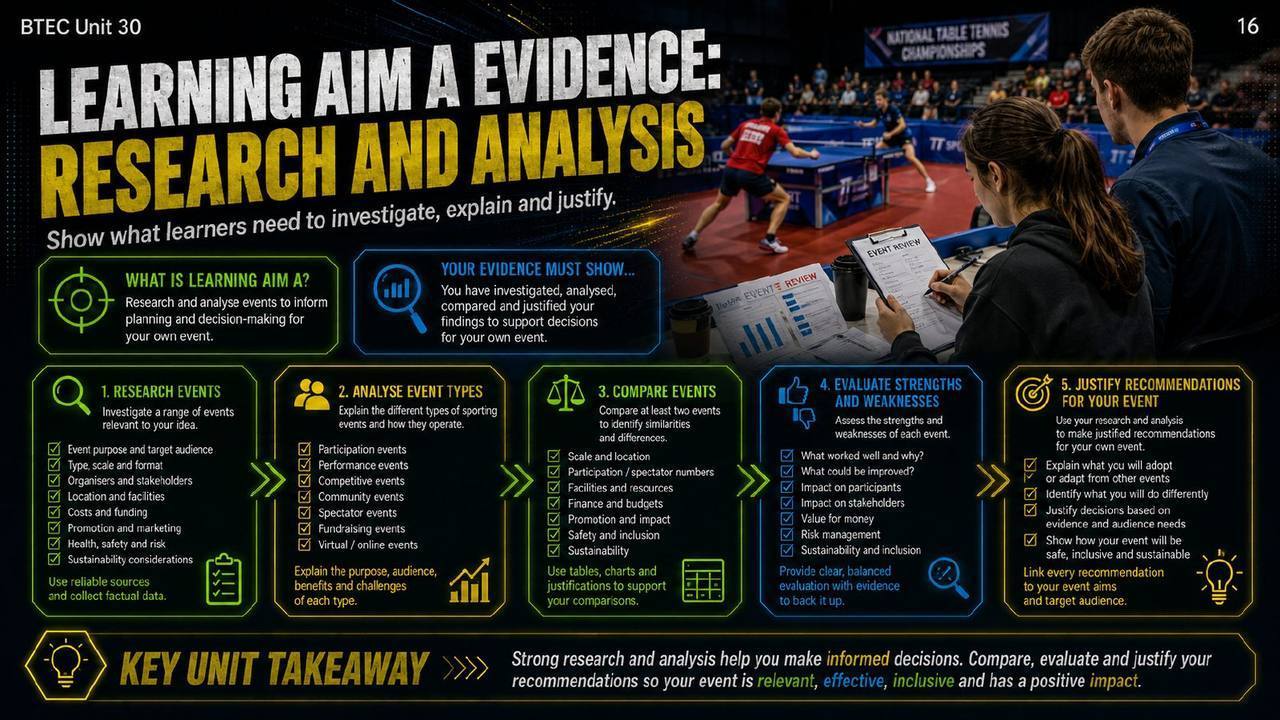 BTEC Unit 30
16
NATIONAL TABLE TENNIS
CHAMPIONSHIPS
LEARNING AIM A EVIDENCE:
RESEARCH AND ANALYSIS
Show what learners need to investigate, explain and justify.
EVENT REVIEW
EVENT REVIEW
WHAT IS LEARNING AIM A?
Research and analyse events to inform
planning and decision-making for
your own event.
YOUR EVIDENCE MUST SHOW...
You have investigated, analysed,
compared and justified your
findings to support decisions
for your own event.
1. RESEARCH EVENTS
Investigate a range of events
relevant to your idea.
Event purpose and target audience
Type, scale and format
Organisers and stakeholders
Location and facilities
Costs and funding
Promotion and marketing
Health, safety and risk
Sustainability considerations
Use reliable sources
and collect factual data.
2. ANALYSE EVENT TYPES
Explain the different types of sporting
events and how they operate.
Participation events
Performance events
Competitive events
Community events
Spectator events
Fundraising events
Virtual / online events
Explain the purpose, audience,
benefits and challenges
of each type.
3. COMPARE EVENTS
Compare at least two events
to identify similarities
and differences.
Scale and location
Participation / spectator numbers
Facilities and resources
Finance and budgets
Promotion and impact
Safety and inclusion
Sustainability
Use tables, charts and
justifications to support
your comparisons.
4. EVALUATE STRENGTHS
AND WEAKNESSES
Assess the strengths and
weaknesses of each event.
What worked well and why?
What could be improved?
Impact on participants
Impact on stakeholders
Value for money
Risk management
Sustainability and inclusion
Provide clear, balanced
evaluation with evidence
to back it up.
5. JUSTIFY RECOMMENDATIONS
FOR YOUR EVENT
Use your research and analysis
to make justified recommendations
for your own event.
Explain what you will adopt
or adapt from other events
Identify what you will do differently
Justify decisions based on
evidence and audience needs
Show how your event will be
safe, inclusive and sustainable
Link every recommendation
to your event aims
and target audience.
KEY UNIT TAKEAWAY
Strong research and analysis help you make informed decisions. Compare, evaluate and justify your
recommendations so your event is relevant, effective, inclusive and has a positive impact.